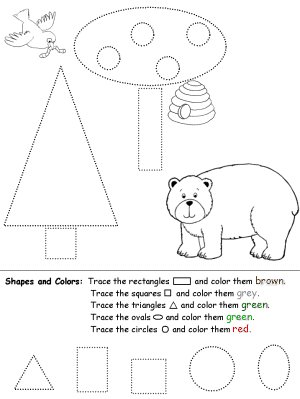 Shapes and Colors: Trace the rectangles and color them brown.
Trace the squares and color them grey.
Trace the triangles and color them green.
Trace the ovals and color them green.
Trace the circles and color them red.